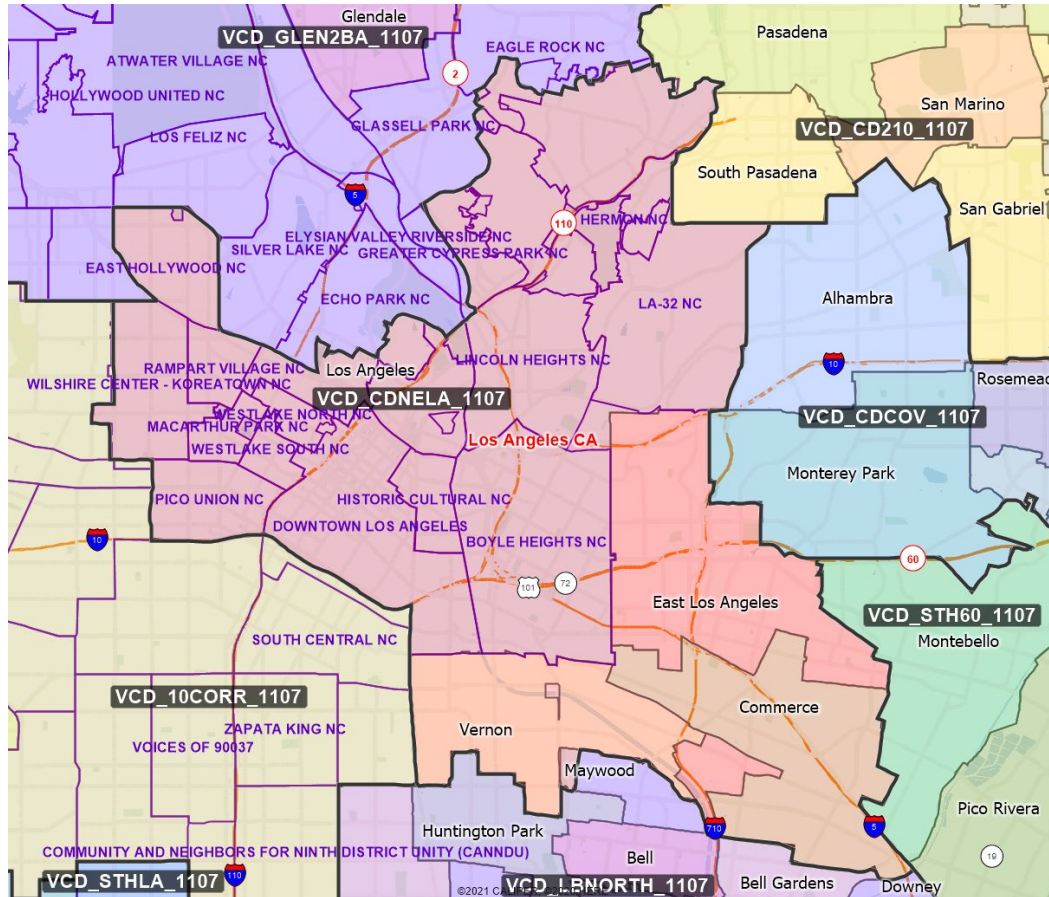 Glendale
VCD_GLEN2BA_1107
EAGLE ROCK NC
Pasadena
ATWATER VILLAGE NC
2
HOLLYWOOD UNITED NC
San Marino
GLASSELL PARK NC
VCD_CD210_1107
LOS FELIZ NC
South Pasadena
5
San Gabriel
110
HERMON NC
ELYSIAN VALLEY RIVERSIDE NC
SILVER LAKE NC
GREATER CYPRESS PARK NC
EAST HOLLYWOOD NC
ECHO PARK NC
LA-32 NC
Alhambra
LINCOLN HEIGHTS NC
10
RAMPART VILLAGE NC
Los Angeles
Rosemead
WILSHIRE CENTER - KOREATOWN NC
VCD_CDNELA_1107
WESTLAKE NORTH NC
VCD_CDCOV_1107
MACARTHUR PARK NC
Los Angeles CA
WESTLAKE SOUTH NC
Monterey Park
PICO UNION NC
HISTORIC CULTURAL NC
DOWNTOWN LOS ANGELES
10
BOYLE HEIGHTS NC
60
101
72
East Los Angeles
VCD_STH60_1107
SOUTH CENTRAL NC
Montebello
VCD_10CORR_1107
Commerce
ZAPATA KING NC
Vernon
VOICES OF 90037
Maywood
Pico Rivera
Huntington Park
710
5
COMMUNITY AND NEIGHBORS FOR NINTH DISTRICT UNITY (CANNDU)
Bell
19
110
VCD_STHLA_1107
VCD_LBNORTH_1107
Bell Gardens
Downey